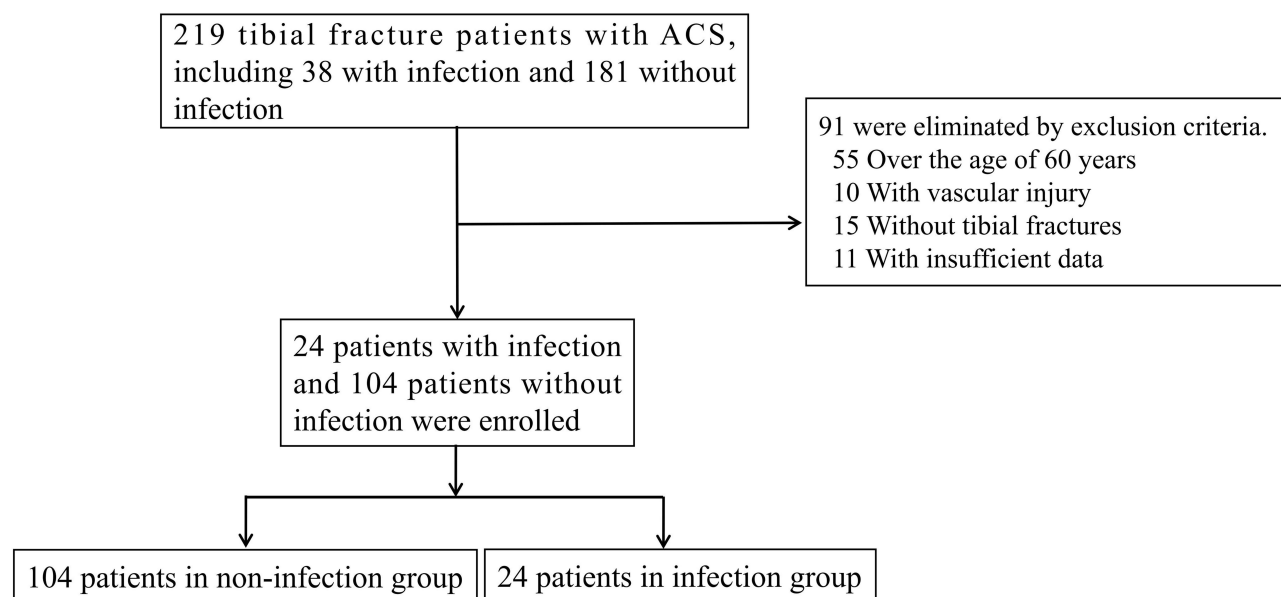 219 tibial fracture patients with ACS,
including 38 with infection and 181 without
infection
91 were eliminated by exclusion criteria.
55 Over the age of 60 years
10 With vascular injury
15 Without tibial fractures
11 With insufficient data
24 patients with infection
and 104 patients without
infection were enrolled
104 patients in non-infection group
24 patients in infection group